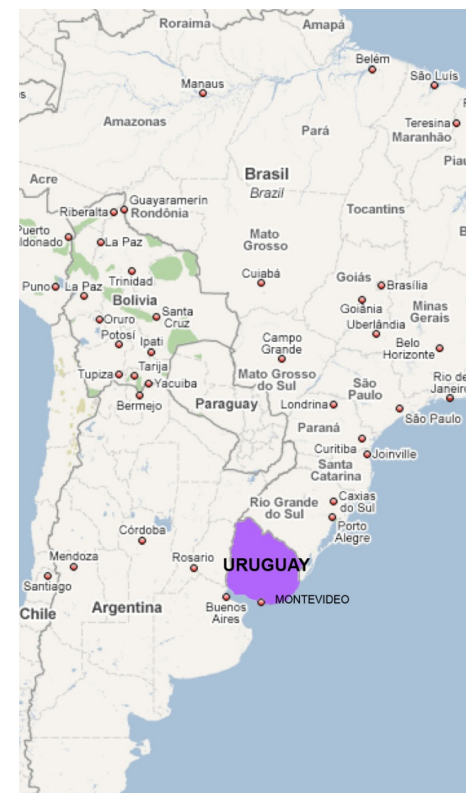 Roraima
Amapá
Belém
São Luís
Manaus
Teresina
Amazonas
Pará
Maranhão
Piau
Acre
Brasil
Brazil
Guayaramerín
Riberalta
Rondônia
Tocantins
Puerto
ldonado
La Paz
Mato
Grosso
B
Trinidad
Cuiabá
Goiás
Brasília
Puno
La Paz
Bolivia
Goiânia
Minas
Gerais
Oruro
Santa
Cruz
Uberlândia
Potosí
Ipati
Campo
Grande
Belo
Horizonte
Tupiza
Tarija
Yacuiba
Mato Grosso
do Sul
São
Paulo
Rio de
Janeiro
Bermejo
Paraguay
Londrina
São Paulo
Paraná
Curitiba
Joinville
Santa
Catarina
Rio Grande
do Sul
Caxias
do Sul
Porto
Alegre
Córdoba
Mendoza
Rosario
URUGUAY
Santiago
Chile
Argentina
Buenos
Aires
MONTEVIDEO